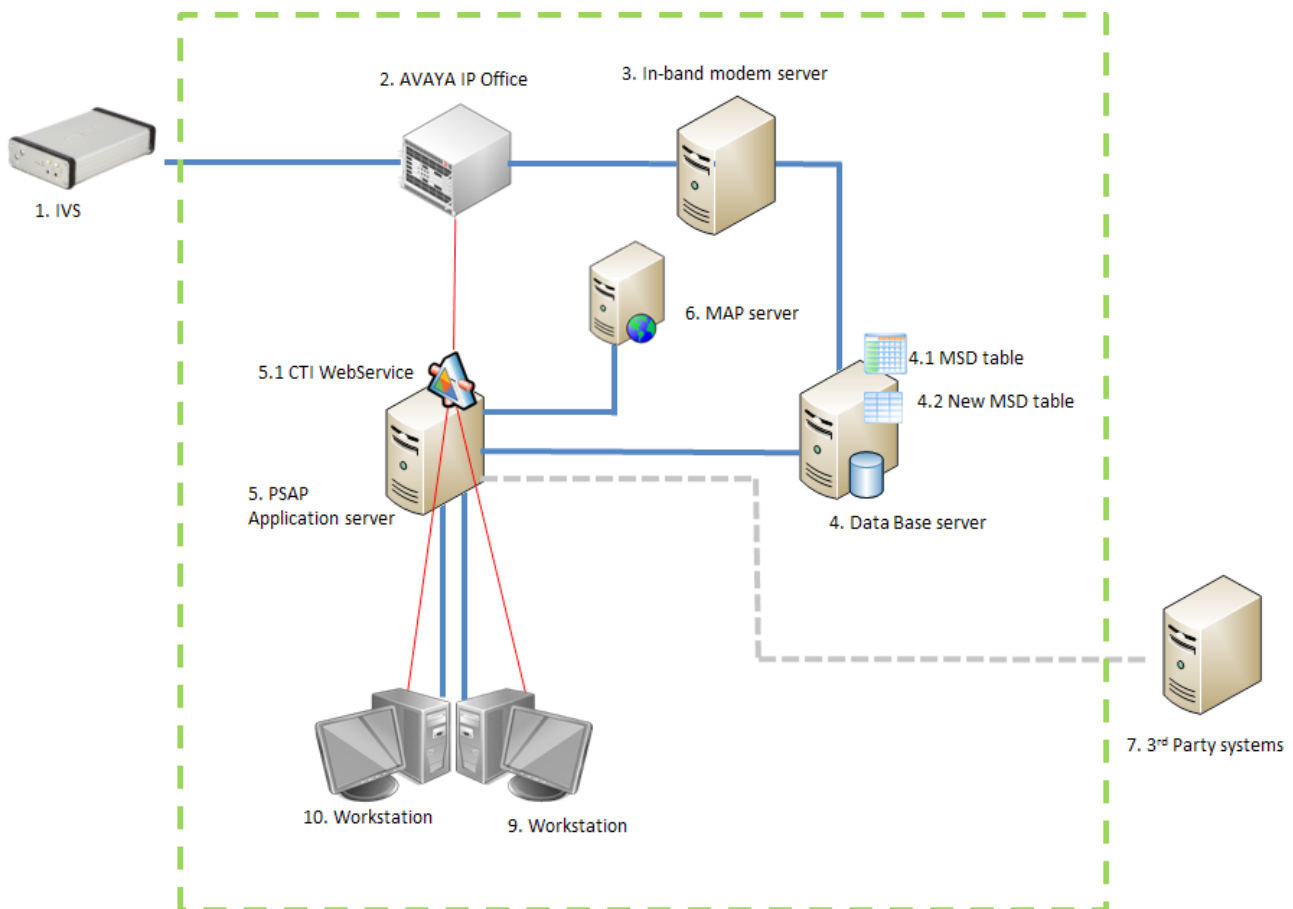 2. AVAYA IP Office
3. In-band modem server
1. IVS
6. MAP server
5.1 CTI WebService
4.1 MSD table
4.2 New MSD table
5. PSAP
Application server
4. Data Base server
7. 3rd Party systems
10. Workstation
9. Workstation